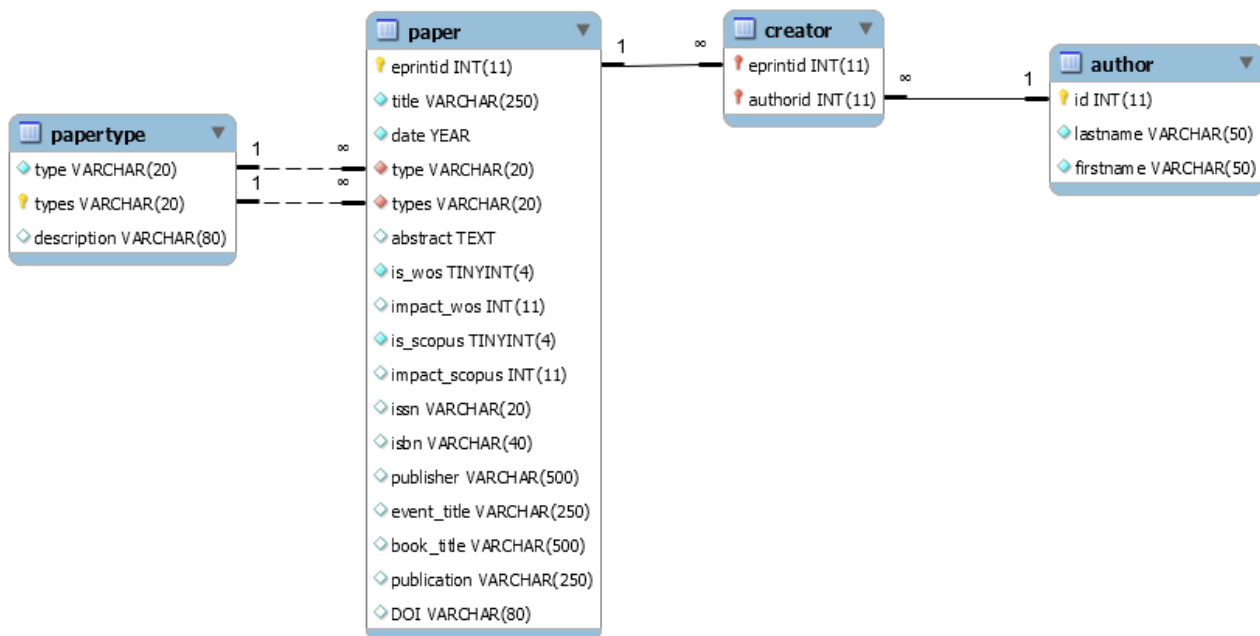 paper
eprintid INT(11)
title VARCHAR(250)
date YEAR
type VARCHAR(20)
types VARCHAR(20)
abstract TEXT
is_wos TINYINT(4)
impact_wos INT(11)
is_scopus TINYINT(4)
impact_scopus INT(11)
issn VARCHAR(20)
isbn VARCHAR(40)
publisher VARCHAR(500)
event_title VARCHAR(250)
book_title VARCHAR(500)
publication VARCHAR(250)
DOI VARCHAR(80)
1 ∞
creator
eprintid INT(11)
authorid INT(11)
∞ 1
author
id INT(11)
lastname VARCHAR(50)
firstname VARCHAR(50)
papertype
type VARCHAR(20)
types VARCHAR(20)
description VARCHAR(80)
1 ∞
1 ∞